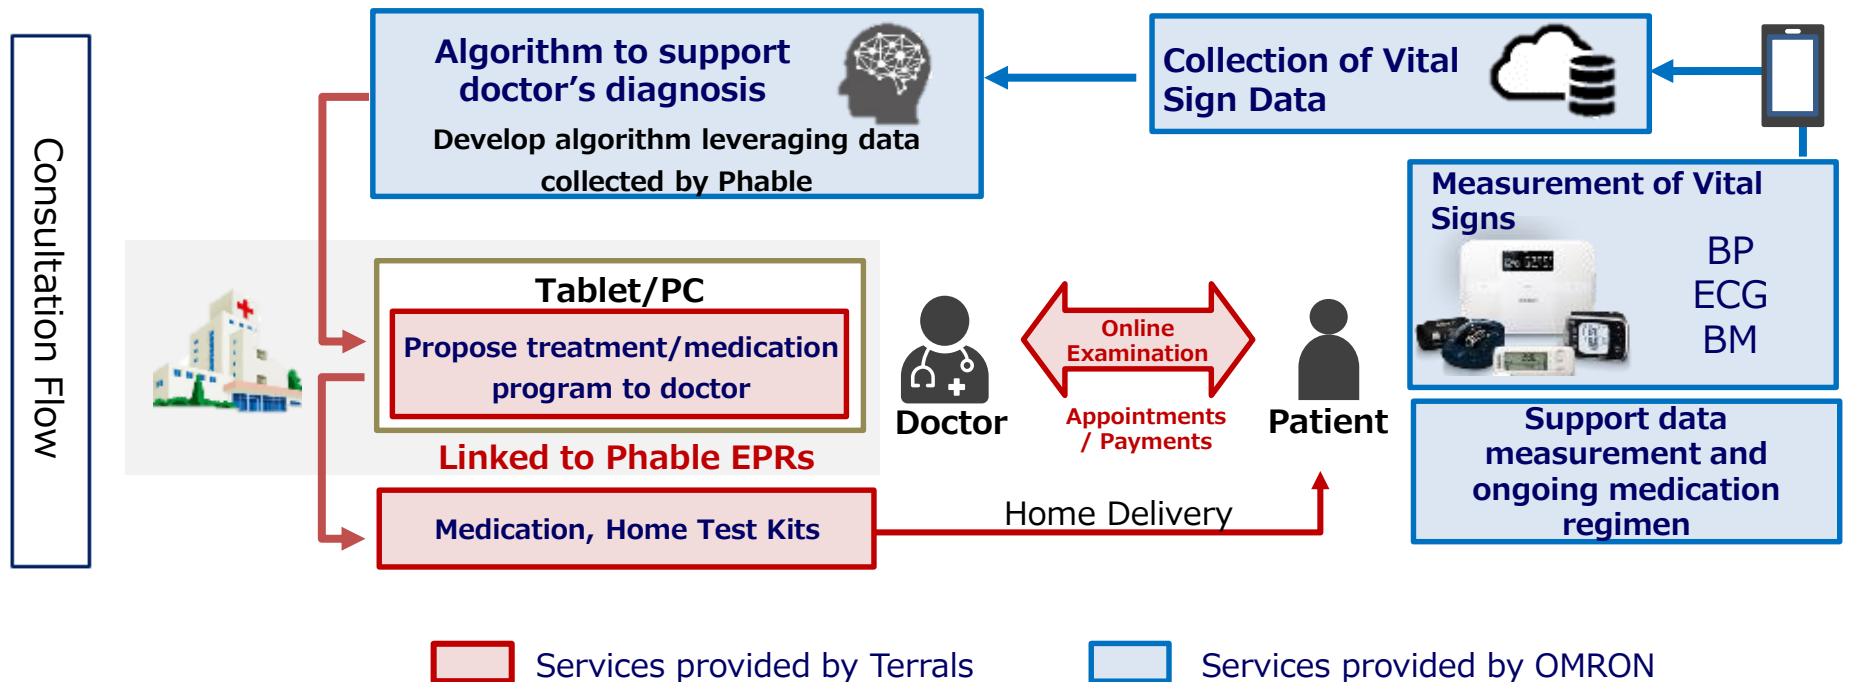 Consultation Flow
Algorithm to support
doctor’s diagnosis
Develop algorithm leveraging data
collected by Phable
Collection of Vital
Sign Data
Measurement of Vital
Signs
BP
ECG
BM
Support data
measurement and
ongoing medication
regimen
Tablet/PC
Propose treatment/medication
program to doctor
Linked to Phable EPRs
Doctor
Online
Examination
Appointments
/ Payments
Patient
Medication, Home Test Kits
Home Delivery
Services provided by Terrals
Services provided by OMRON